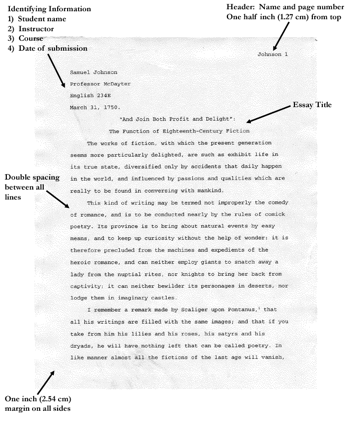 Identifying Information
1) Student name
2) Instructor
3) Course
4) Date of submission
Header: Name and page number
One half inch (1.27 cm) from top
Johnson 1
Samuel Johnson
Professor McDayter
English 234E
March 31, 1750.
Essay Title
"And Join Both Profit and Delight":
The Function of Eighteenth-Century Fiction
The works of fiction, with which the present generation
seems more particularly delighted, are such as exhibit life in
its true state, diversified only by accidents that daily happen
in the world, and influenced by passions and qualities which are
really to be found in conversing with mankind.
Double spacing
between all
lines
This kind of writing may be termed not improperly the comedy
of romance, and is to be conducted nearly by the rules of comick
poetry. Its province is to bring about natural events by easy
means, and to keep up curiosity without the help of wonder: it is
therefore precluded from the machines and expedients of the
heroic romance, and can neither employ giants to snatch away a
lady from the nuptial rites, nor knights to bring her back from
captivity; it can neither bewilder its personages in deserts, nor
lodge them in imaginary castles.
I remember a remark made by Scaliger upon Pontanus,¹ that
all his writings are filled with the same images; and that if you
take from him his lilies and his roses, his satyrs and his
dryads, he will have nothing left that can be called poetry. In
like manner almost all the fictions of the last age will vanish,
One inch (2.54 cm)
margin on all sides